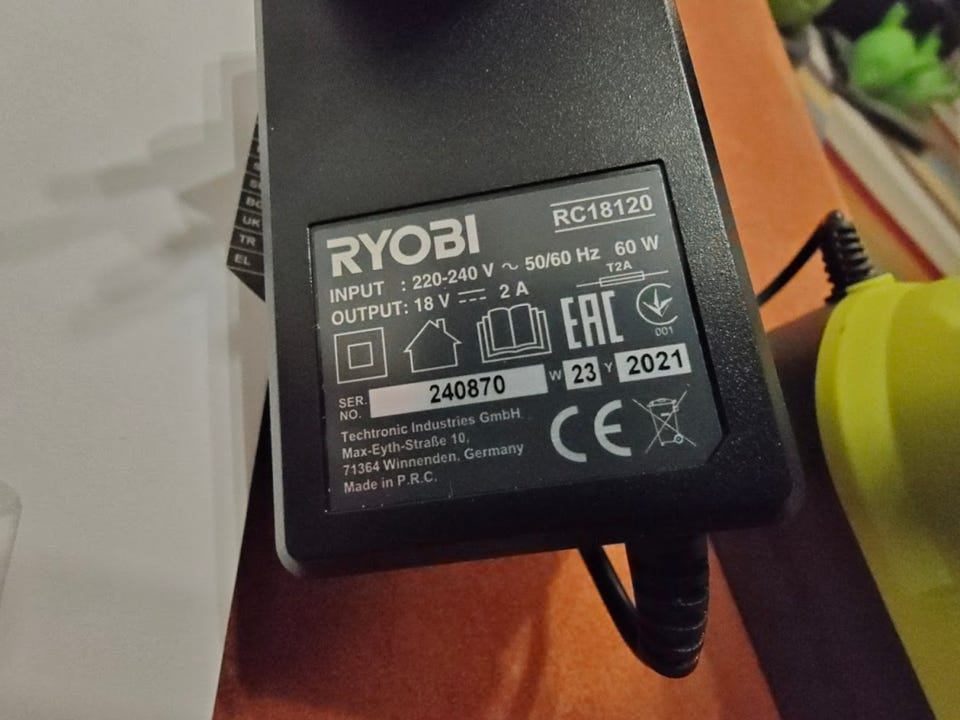 RYOBI
RC18120
INPUT : 220-240 V ~ 50/60 Hz 60 W
T2A
OUTPUT: 18 V ⎓ 2 A
EAC
001
SER. NO. 240870 W 23 Y 2021
Techtronic Industries GmbH
Max-Eyth-Straße 10,
71364 Winnenden, Germany
Made in P.R.C.
CE
BG
UK
TR
EL